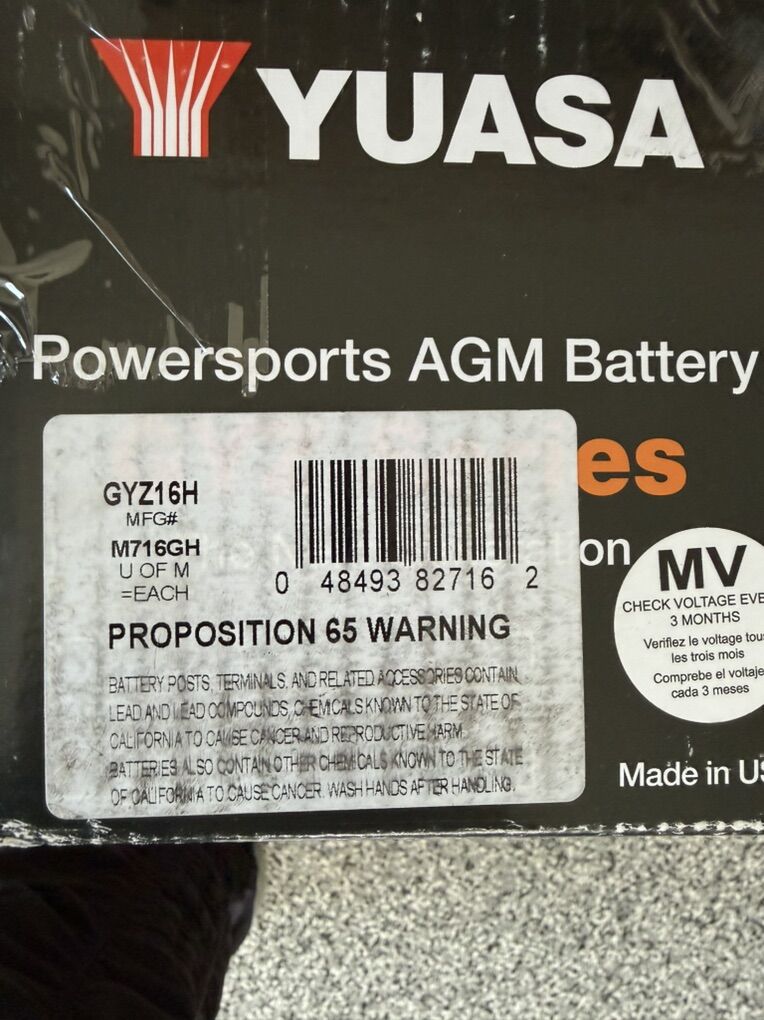 YUASA
Powersports AGM Battery
es
GYZ16H
MFG#
M716GH
U OF M
=EACH
0 48493 82716 2
on
PROPOSITION 65 WARNING
BATTERY POSTS, TERMINALS, AND RELATED ACCESSORIES CONTAIN
LEAD AND LEAD COMPOUNDS, CHEMICALS KNOWN TO THE STATE OF
CALIFORNIA TO CAUSE CANCER AND REPRODUCTIVE HARM.
BATTERIES ALSO CONTAIN OTHER CHEMICALS KNOWN TO THE STATE
OF CALIFORNIA TO CAUSE CANCER. WASH HANDS AFTER HANDLING.
MV
CHECK VOLTAGE EVE
3 MONTHS
Verifiez le voltage tou
les trois mois
Comprebe el voltaje
cada 3 meses
Made in US